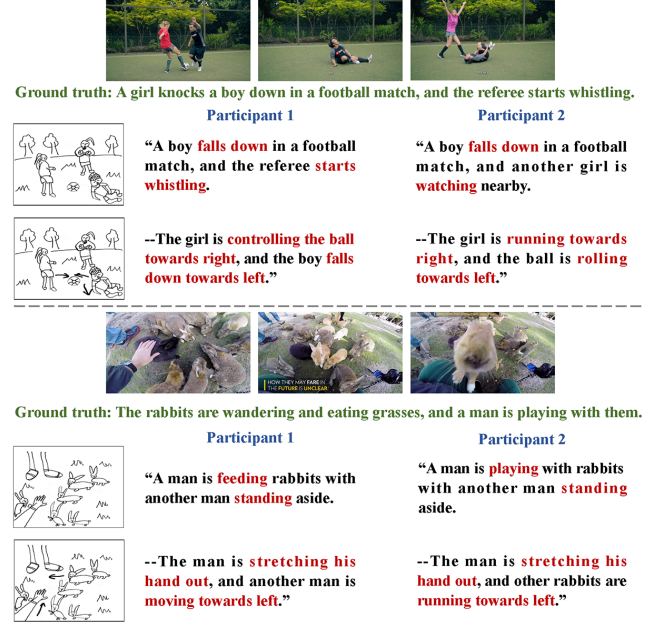 Ground truth: A girl knocks a boy down in a football match, and the referee starts whistling.
Participant 1
Participant 2
“A boy falls down in a football
match, and the referee starts
whistling.
“A boy falls down in a football
match, and another girl is
watching nearby.
--The girl is controlling the ball
towards right, and the boy falls
down towards left.”
--The girl is running towards
right, and the ball is rolling
towards left.”
HOW THEY MAY FARE IN
THE FUTURE IS UNCLEAR
Ground truth: The rabbits are wandering and eating grasses, and a man is playing with them.
Participant 1
Participant 2
“A man is feeding rabbits with
another man standing aside.
“A man is playing with rabbits
with another man standing
aside.
--The man is stretching his
hand out, and another man is
moving towards left.”
--The man is stretching his
hand out, and other rabbits are
running towards left.”